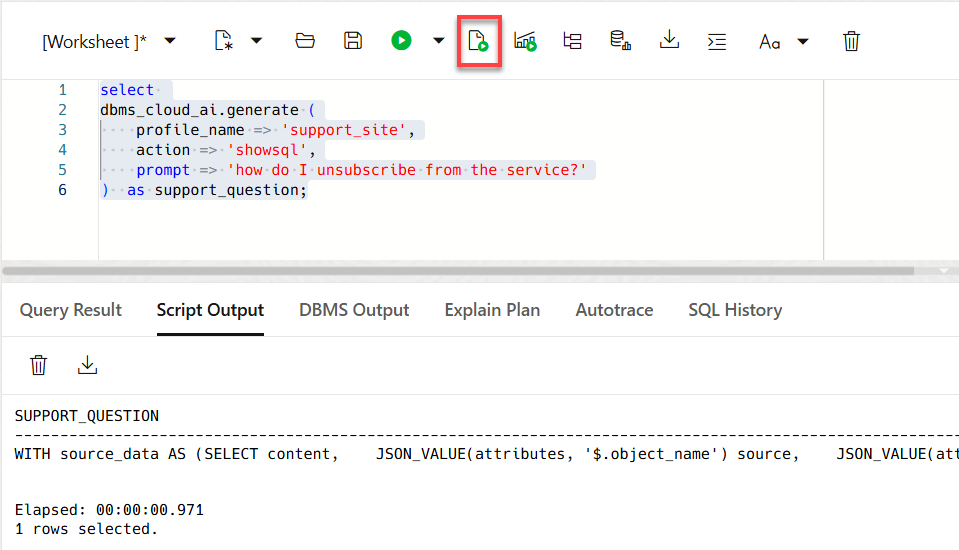 [Worksheet ]*
Aa
1 select
2 dbms_cloud_ai.generate (
3 profile_name => 'support_site',
4 action => 'showsql',
5 prompt => 'how do I unsubscribe from the service?'
6 ) as support_question;
Query Result Script Output DBMS Output Explain Plan Autotrace SQL History
SUPPORT_QUESTION
--------------------------------------------------------------------------------------------------------
WITH source_data AS (SELECT content,    JSON_VALUE(attributes, '$.object_name') source,    JSON_VALUE(att
Elapsed: 00:00:00.971
1 rows selected.